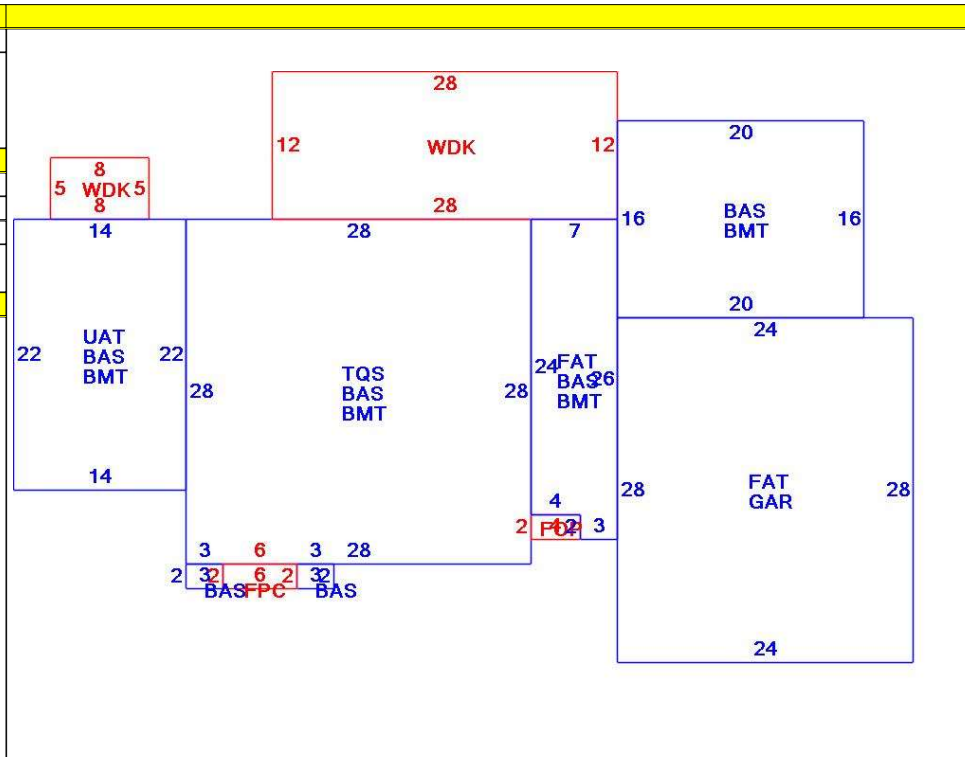 28
12 WDK 12
28
20
16 BAS 16
BMT
20
8
5 WDK 5
8
14
22 UAT 22
BAS
BMT
14
28
28 TQS 28
BAS
BMT
28
7
24 FAT 26
BAS
BMT
4
2 FOP 4 2 3
24
28 FAT 28
GAR
24
3 6 3
2 3 2 6 2 3 2
BAS FPC BAS